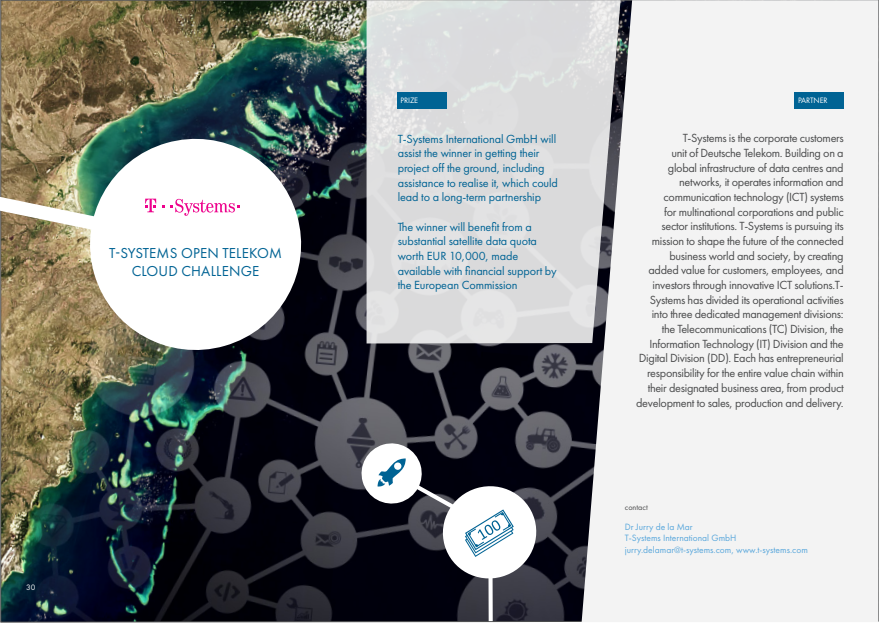 T··Systems·
T-SYSTEMS OPEN TELEKOM
CLOUD CHALLENGE
PRIZE
T-Systems International GmbH will
assist the winner in getting their
project off the ground, including
assistance to realise it, which could
lead to a long-term partnership
The winner will benefit from a
substantial satellite data quota
worth EUR 10,000, made
available with financial support by
the European Commission
100
30
PARTNER
T-Systems is the corporate customers
unit of Deutsche Telekom. Building on a
global infrastructure of data centres and
networks, it operates information and
communication technology (ICT) systems
for multinational corporations and public
sector institutions. T-Systems is pursuing its
mission to shape the future of the connected
business world and society, by creating
added value for customers, employees, and
investors through innovative ICT solutions.T-
Systems has divided its operational activities
into three dedicated management divisions:
the Telecommunications (TC) Division, the
Information Technology (IT) Division and the
Digital Division (DD). Each has entrepreneurial
responsibility for the entire value chain within
their designated business area, from product
development to sales, production and delivery.
contact
Dr Jurry de la Mar
T-Systems International GmbH
jurry.delamar@t-systems.com, www.t-systems.com